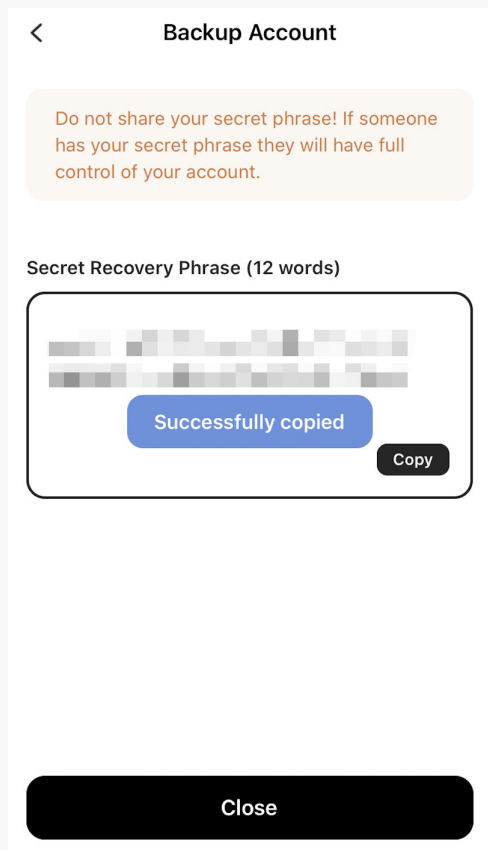 Backup Account
Do not share your secret phrase! If someone
has your secret phrase they will have full
control of your account.
Secret Recovery Phrase (12 words)
Successfully copied
Copy
Close